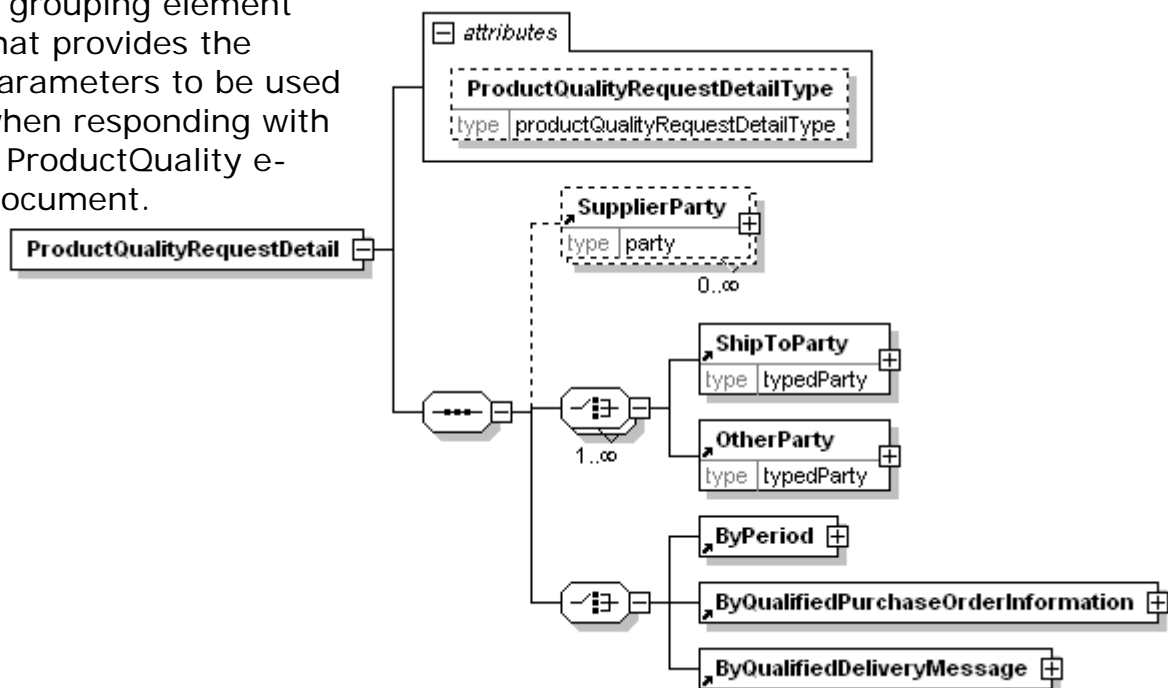 grouping element
hat provides the
arameters to be used
when responding with
ProductQuality e-
ocument.
attributes
ProductQualityRequestDetailType
type productQualityRequestDetailType
SupplierParty
type party
0..∞
ProductQualityRequestDetail
ShipToParty
type typedParty
1..∞
OtherParty
type typedParty
ByPeriod
ByQualifiedPurchaseOrderInformation
ByQualifiedDeliveryMessage